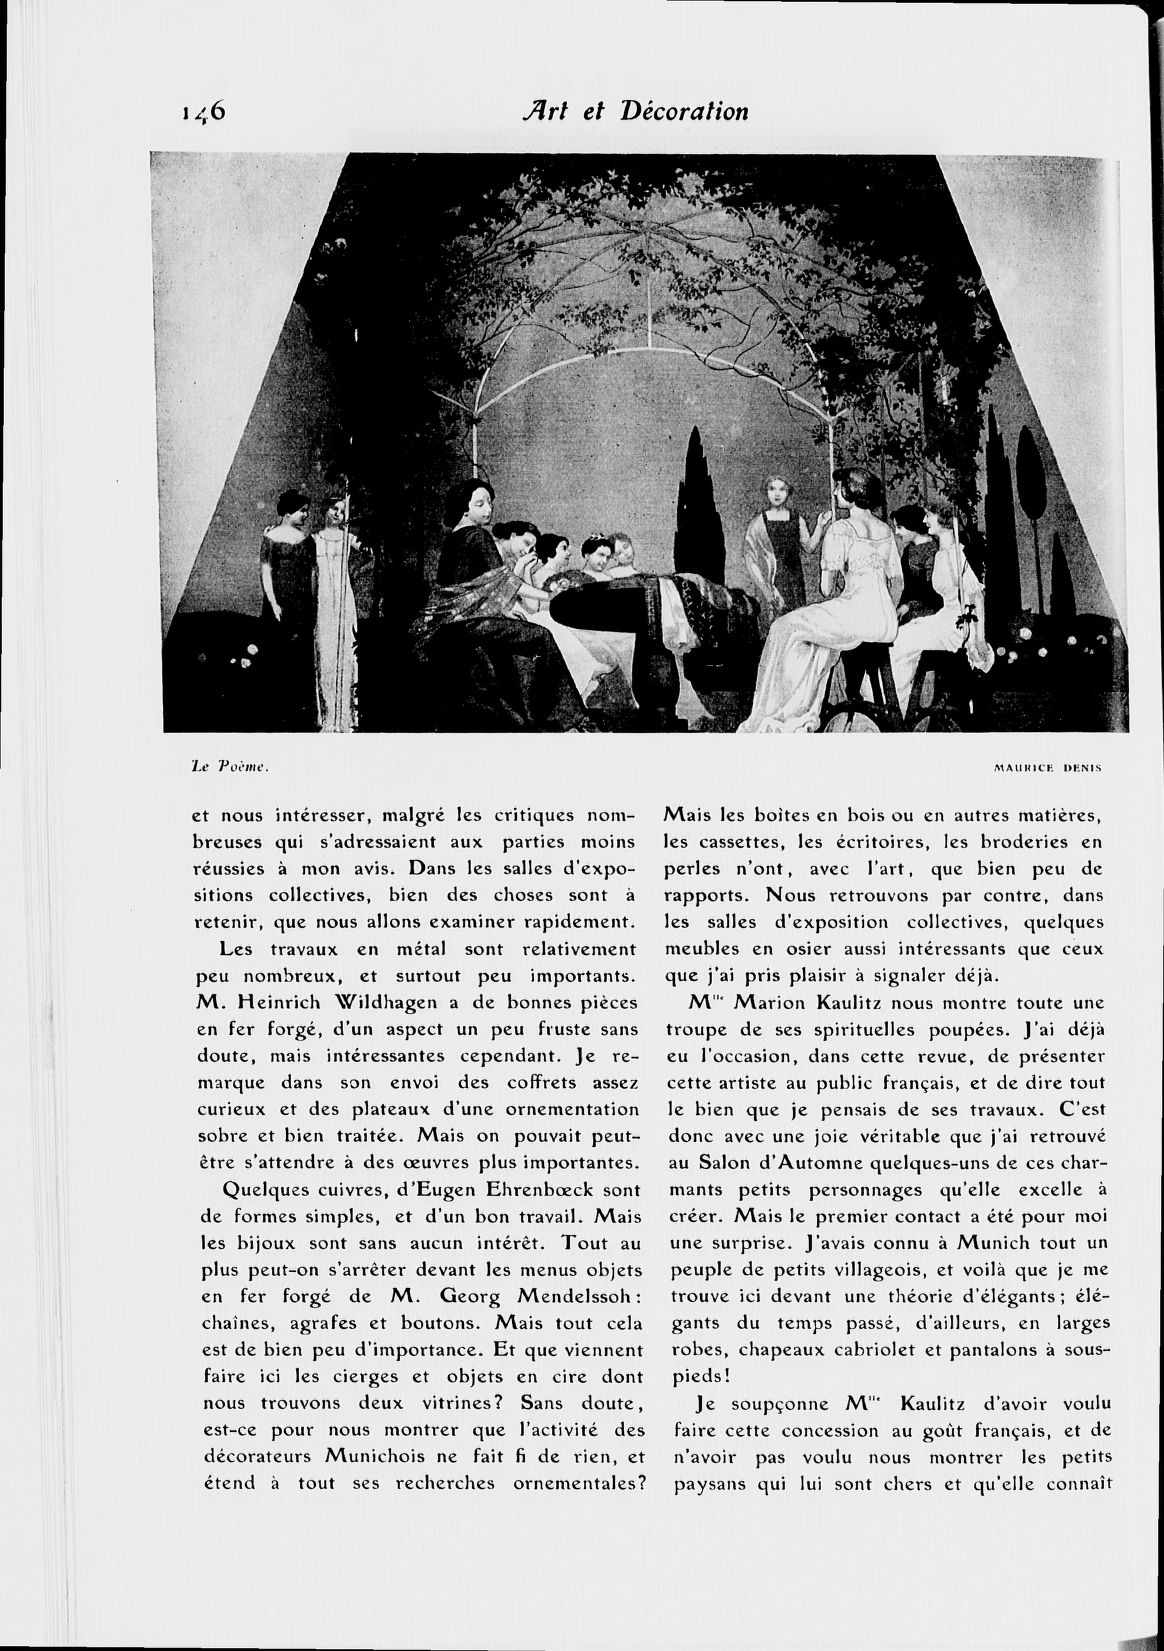 146
Art et Décoration
Le Poème.
MAURICE DENIS
et nous intéresser, malgré les critiques nom-
breuses qui s'adressaient aux parties moins
réussies à mon avis. Dans les salles d'expo-
sitions collectives, bien des choses sont à
retenir, que nous allons examiner rapidement.
Les travaux en métal sont relativement
peu nombreux, et surtout peu importants.
M. Heinrich Wildhagen a de bonnes pièces
en fer forgé, d'un aspect un peu fruste sans
doute, mais intéressantes cependant. Je re-
marque dans son envoi des coffrets assez
curieux et des plateaux d'une ornementation
sobre et bien traitée. Mais on pouvait peut-
être s'attendre à des œuvres plus importantes.
Quelques cuivres, d'Eugen Ehrenbœck sont
de formes simples, et d'un bon travail. Mais
les bijoux sont sans aucun intérêt. Tout au
plus peut-on s'arrêter devant les menus objets
en fer forgé de M. Georg Mendelssoh:
chaînes, agrafes et boutons. Mais tout cela
est de bien peu d'importance. Et que viennent
faire ici les cierges et objets en cire dont
nous trouvons deux vitrines? Sans doute,
est-ce pour nous montrer que l'activité des
décorateurs Munichois ne fait fi de rien, et
étend à tout ses recherches ornementales?
Mais les boîtes en bois ou en autres matières,
les cassettes, les écritoires, les broderies en
perles n'ont, avec l'art, que bien peu de
rapports. Nous retrouvons par contre, dans
les salles d'exposition collectives, quelques
meubles en osier aussi intéressants que ceux
que j'ai pris plaisir à signaler déjà.
Mlle Marion Kaulitz nous montre toute une
troupe de ses spirituelles poupées. J'ai déjà
eu l'occasion, dans cette revue, de présenter
cette artiste au public français, et de dire tout
le bien que je pensais de ses travaux. C'est
donc avec une joie véritable que j'ai retrouvé
au Salon d'Automne quelques-uns de ces char-
mants petits personnages qu'elle excelle à
créer. Mais le premier contact a été pour moi
une surprise. J'avais connu à Munich tout un
peuple de petits villageois, et voilà que je me
trouve ici devant une théorie d'élégants; élé-
gants du temps passé, d'ailleurs, en larges
robes, chapeaux cabriolet et pantalons à sous-
pieds!
Je soupçonne Mlle Kaulitz d'avoir voulu
faire cette concession au goût français, et de
n'avoir pas voulu nous montrer les petits
paysans qui lui sont chers et qu'elle connaît